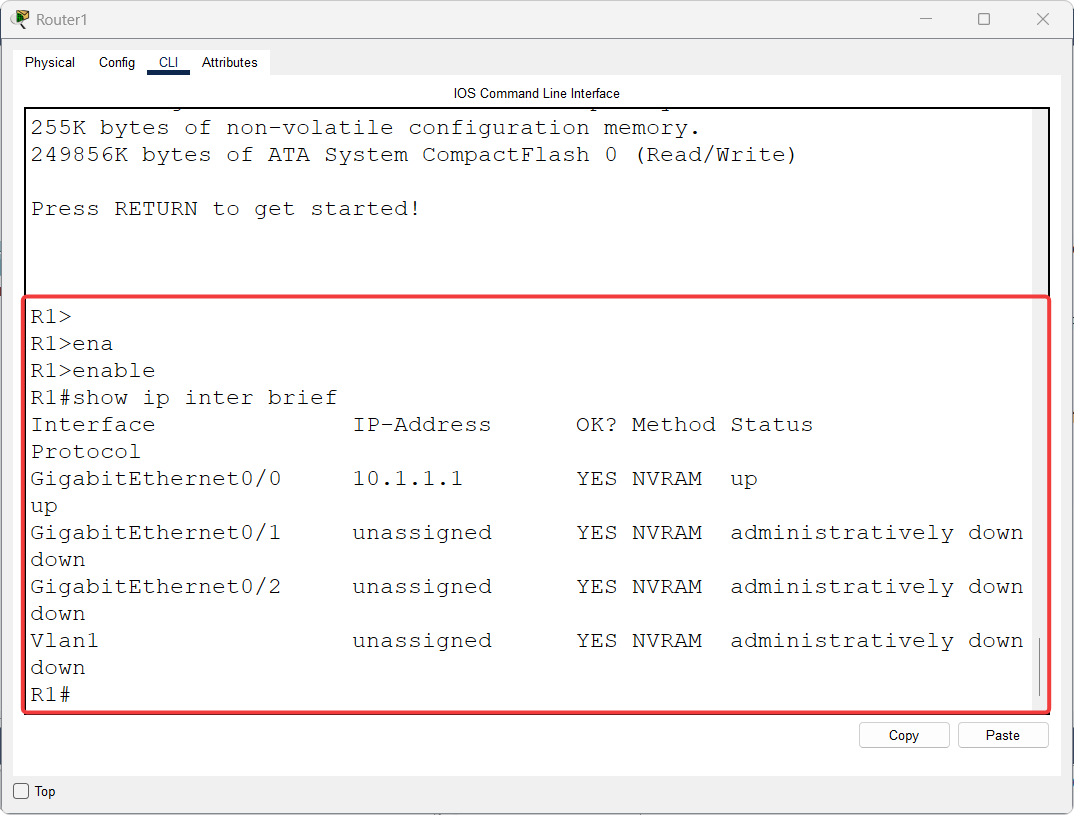 Router1
Physical Config CLI Attributes
IOS Command Line Interface
255K bytes of non-volatile configuration memory.
249856K bytes of ATA System CompactFlash 0 (Read/Write)
Press RETURN to get started!
R1>
R1>ena
R1>enable
R1#show ip inter brief
Interface IP-Address OK? Method Status
Protocol
GigabitEthernet0/0 10.1.1.1 YES NVRAM up
up
GigabitEthernet0/1 unassigned YES NVRAM administratively down
down
GigabitEthernet0/2 unassigned YES NVRAM administratively down
down
Vlan1 unassigned YES NVRAM administratively down
down
R1#
Copy Paste
Top